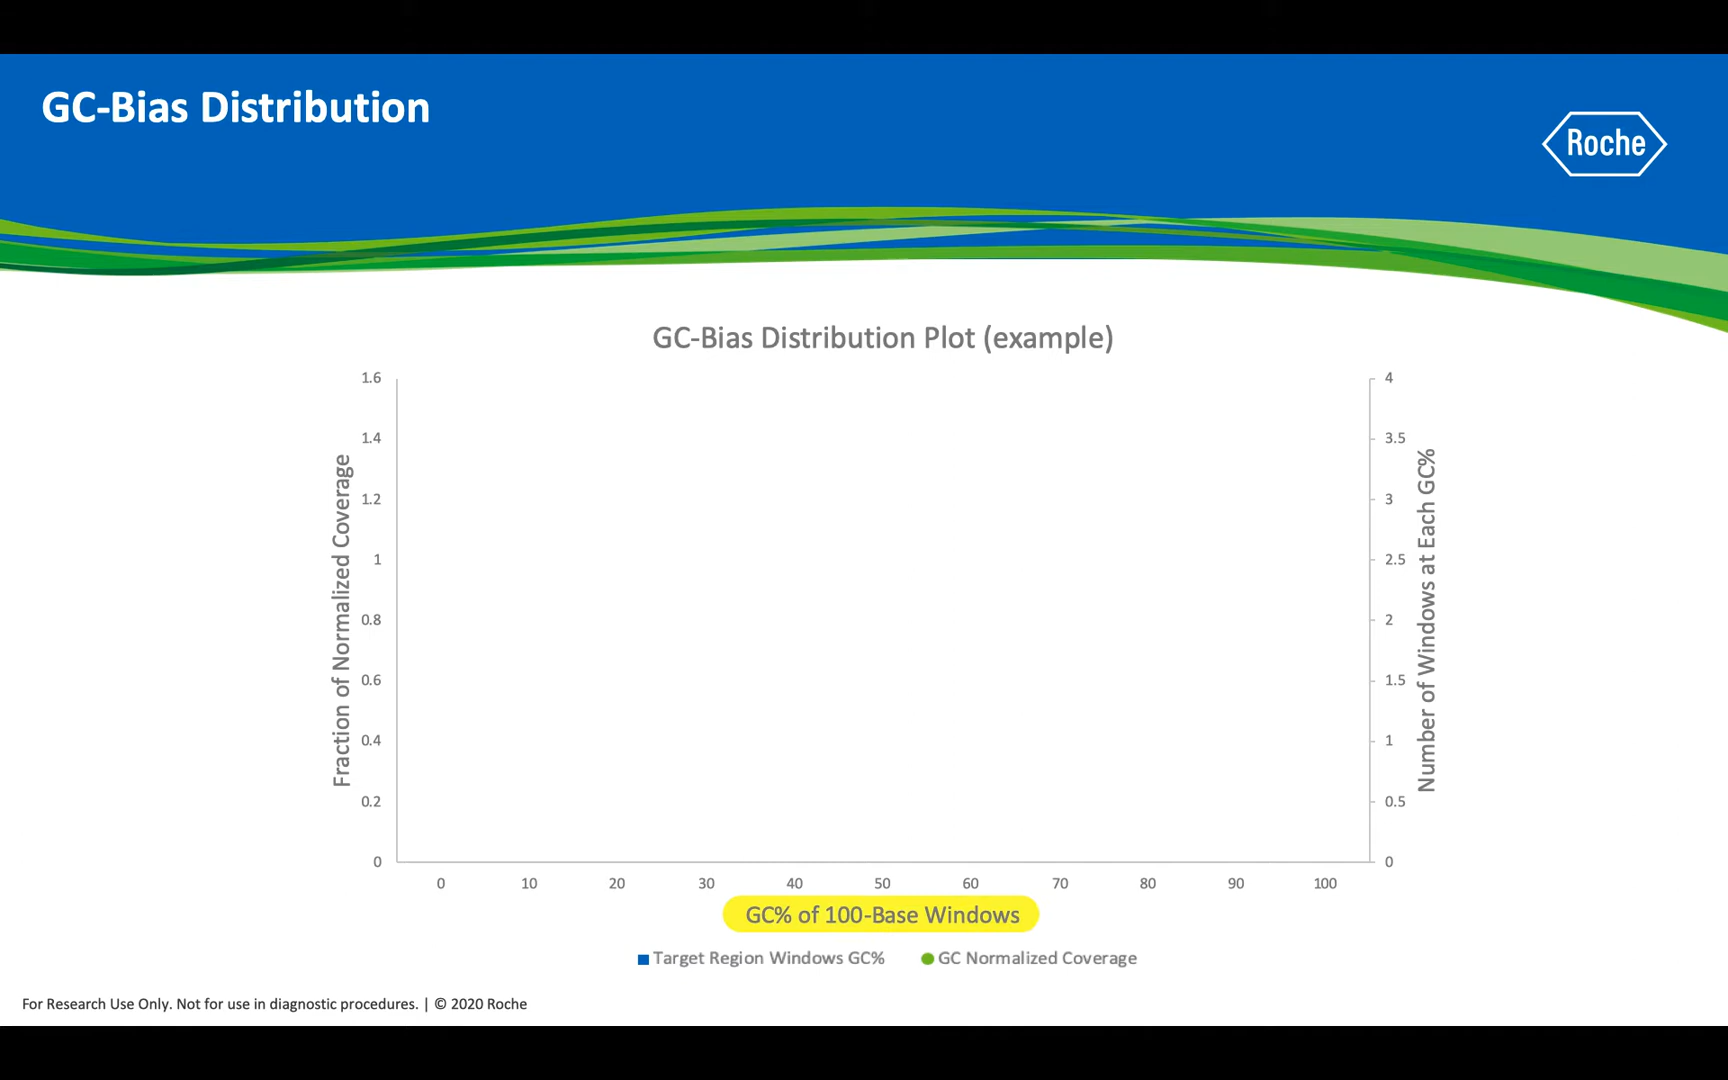 GC-Bias Distribution
Roche
GC-Bias Distribution Plot (example)
Fraction of Normalized Coverage
1.6
1.4
1.2
1
0.8
0.6
0.4
0.2
0
4
3.5
3
2.5
2
1.5
1
0.5
0
Number of Windows at Each GC%
0 10 20 30 40 50 60 70 80 90 100
GC% of 100-Base Windows
Target Region Windows GC% GC Normalized Coverage
For Research Use Only. Not for use in diagnostic procedures. | © 2020 Roche